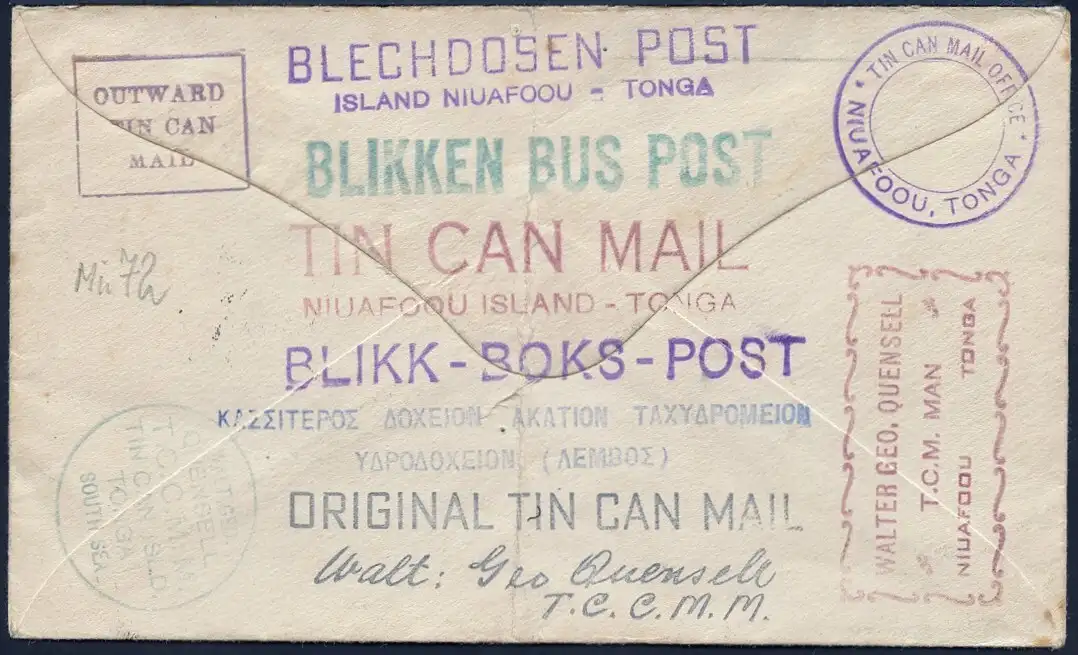 BLECHDOSEN POST
ISLAND NIUAFOOU - TONGA
OUTWARD
TIN CAN
MAIL
* TIN CAN MAIL OFFICE *
NIUAFOOU, TONGA
BLIKKEN BUS POST
TIN CAN MAIL
NIUAFOOU ISLAND - TONGA
BLIKK-BOKS-POST
ΚΑΣΣΙΤΕΡΟΣ ΔΟΧΕΙΟΝ ΑΚΑΤΙΟΝ ΤΑΧΥΔΡΟΜΕΙΟΝ
ΥΔΡΟΔΟΧΕΙΟΝ (ΛΕΜΒΟΣ)
ORIGINAL TIN CAN MAIL
Walt: Geo Quensell
T.C.C.M.M.
WALTER GEO. QUENSELL
T.C.M. MAN
NIUAFOOU TONGA
QUENSELL
T.C.C.M.M.
TIN CAN ISLD.
TONGA
SOUTH SEA-